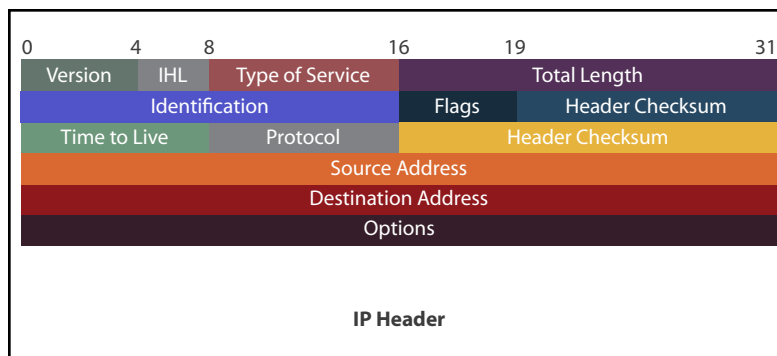 0 4 8 16 19 31
Version IHL Type of Service Total Length
Identification Flags Header Checksum
Time to Live Protocol Header Checksum
Source Address
Destination Address
Options
IP Header